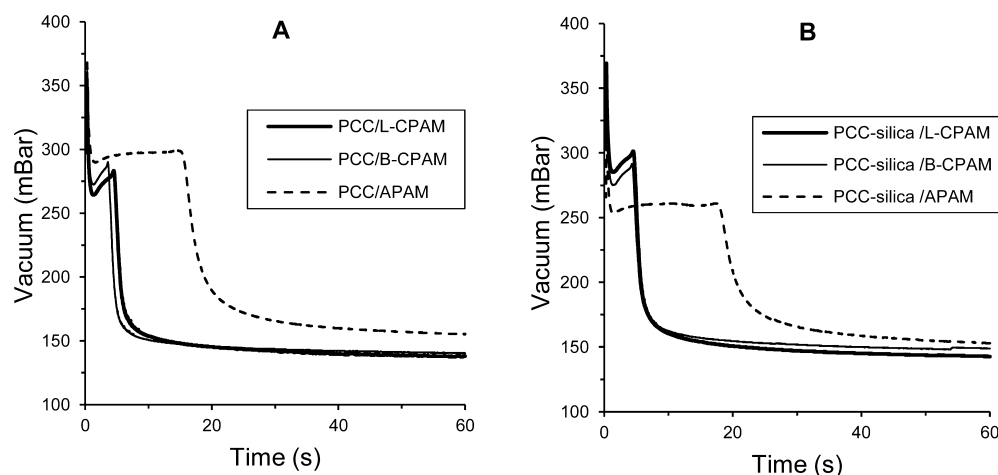 A
400
350
300
250
200
150
100
0
20
40
60
Vacuum (mBar)
Time (s)
PCC/L-CPAM
PCC/B-CPAM
PCC/APAM
B
400
350
300
250
200
150
100
0
20
40
60
Vacuum (mBar)
Time (s)
PCC-silica /L-CPAM
PCC-silica /B-CPAM
PCC-silica /APAM